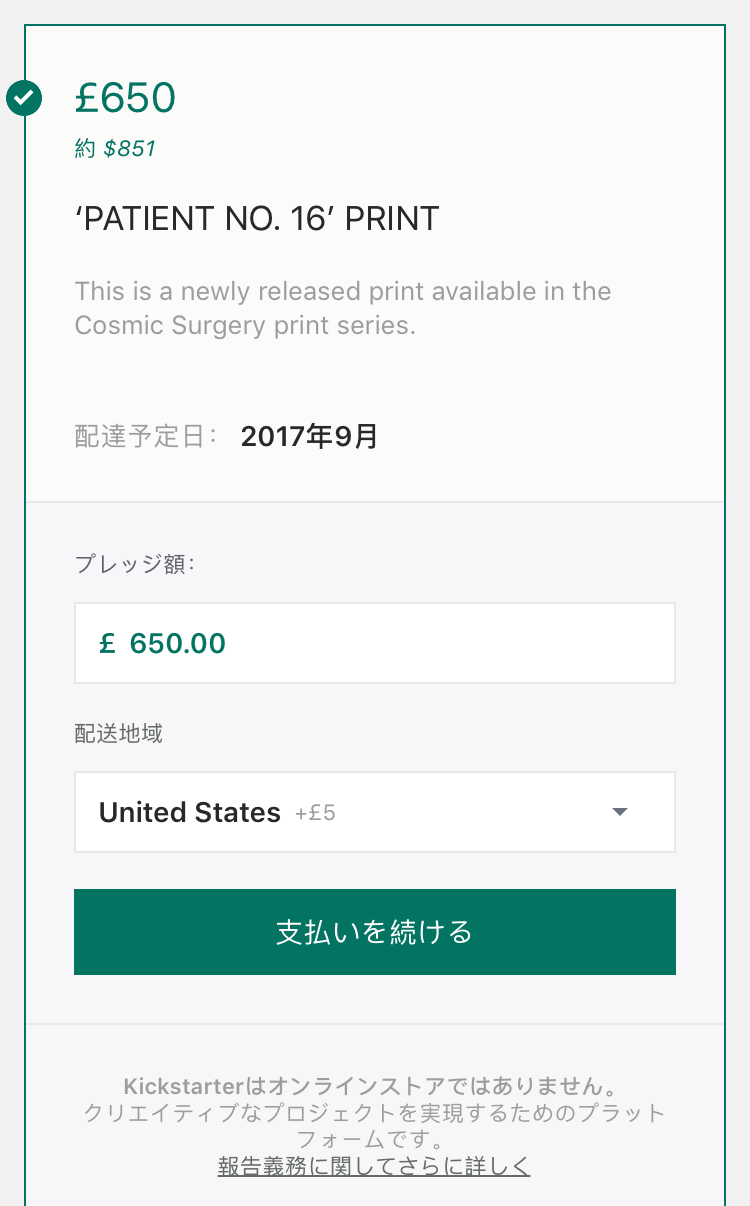 £650
約 $851
‘PATIENT NO. 16’ PRINT
This is a newly released print available in the
Cosmic Surgery print series.
配達予定日： 2017年9月
プレッジ額：
£ 650.00
配送地域
United States +£5
支払いを続ける
Kickstarterはオンラインストアではありません。
クリエイティブなプロジェクトを実現するためのプラット
フォームです。
報告義務に関してさらに詳しく